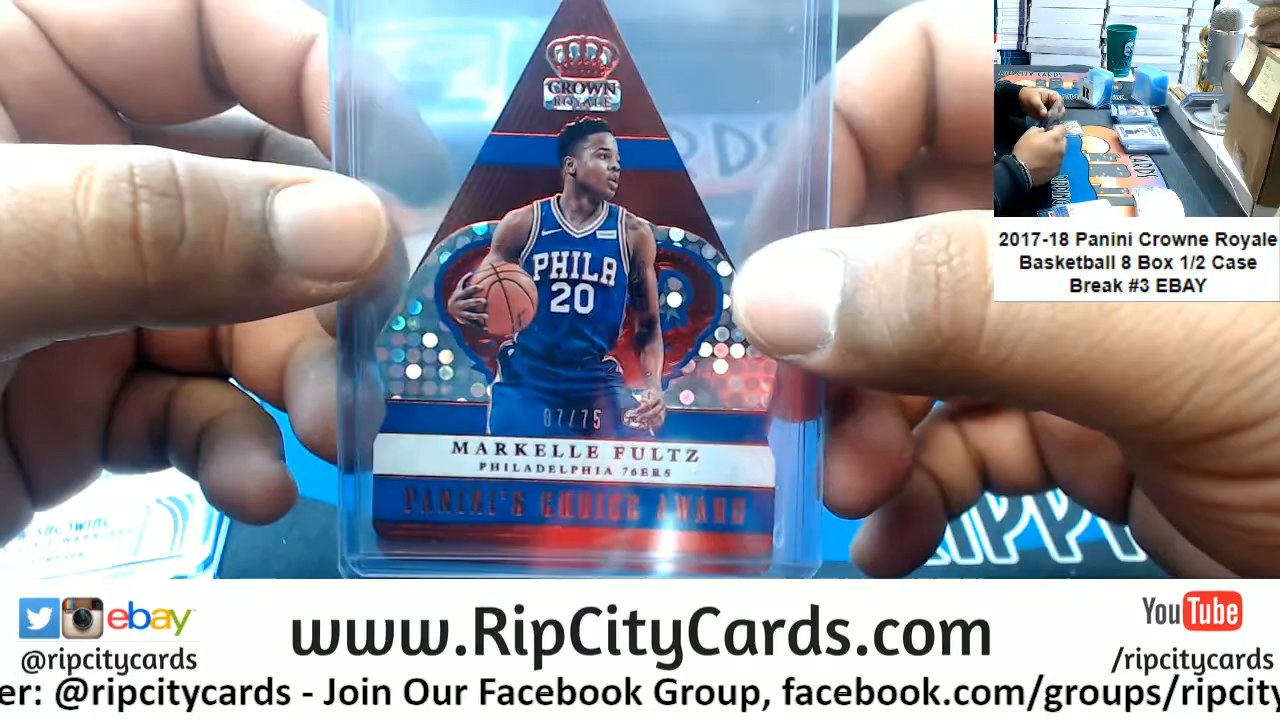 CROWN
ROYALE
PHILA
20
07/75
MARKELLE FULTZ
PHILADELPHIA 76ERS
PANINI'S CHOICE AWARD
2017-18 Panini Crowne Royale
Basketball 8 Box 1/2 Case
Break #3 EBAY
ebay
@ripcitycards
www.RipCityCards.com
YouTube
/ripcitycards
er: @ripcitycards - Join Our Facebook Group, facebook.com/groups/ripcity